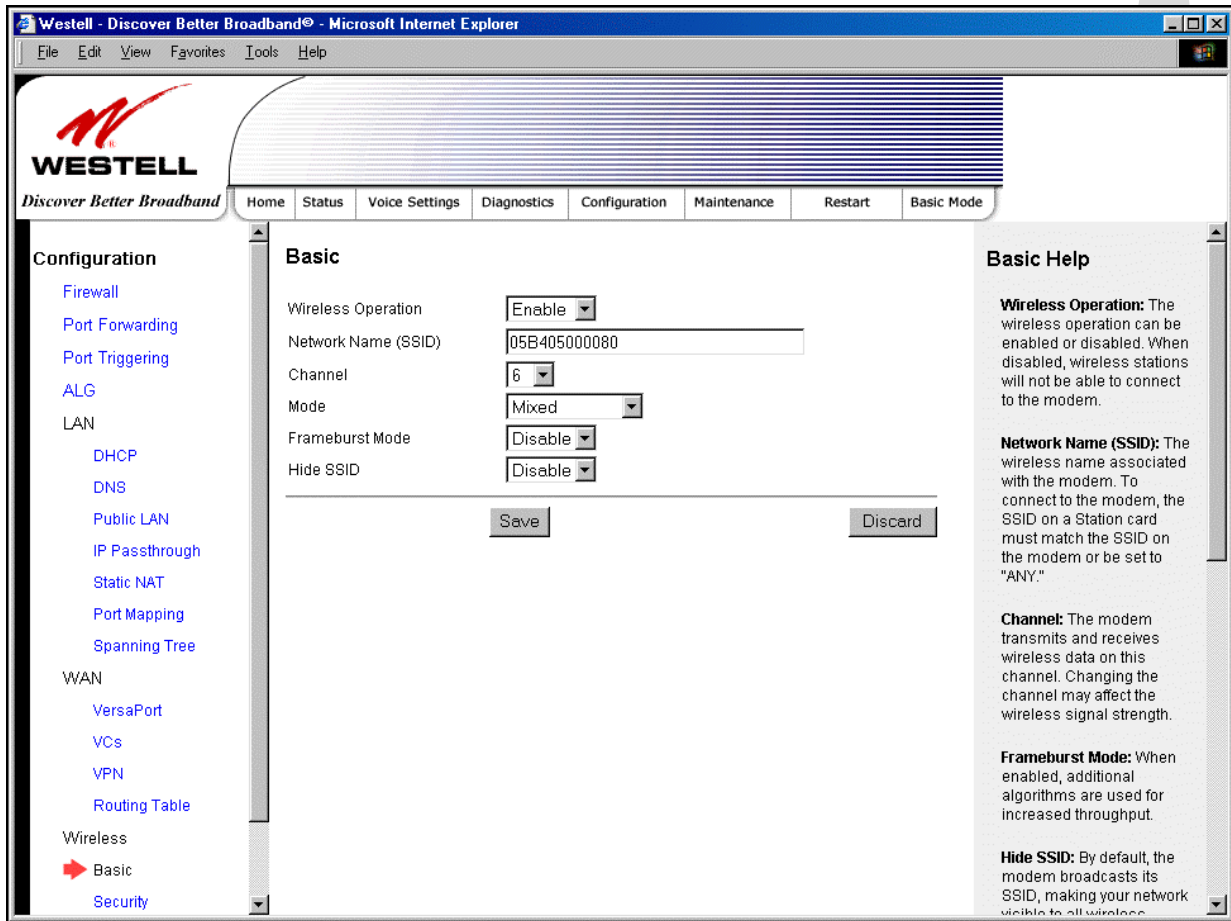 Westell - Discover Better Broadband® - Microsoft Internet Explorer
File Edit View Favorites Tools Help
WESTELL
Discover Better Broadband
Home Status Voice Settings Diagnostics Configuration Maintenance Restart Basic Mode
Configuration
Firewall
Port Forwarding
Port Triggering
ALG
LAN
DHCP
DNS
Public LAN
IP Passthrough
Static NAT
Port Mapping
Spanning Tree
WAN
VersaPort
VCs
VPN
Routing Table
Wireless
Basic
Security
Basic
Wireless Operation Enable
Network Name (SSID) 05B405000080
Channel 6
Mode Mixed
Frameburst Mode Disable
Hide SSID Disable
Save Discard
Basic Help
Wireless Operation: The
wireless operation can be
enabled or disabled. When
disabled, wireless stations
will not be able to connect
to the modem.
Network Name (SSID): The
wireless name associated
with the modem. To
connect to the modem, the
SSID on a Station card
must match the SSID on
the modem or be set to
"ANY."
Channel: The modem
transmits and receives
wireless data on this
channel. Changing the
channel may affect the
wireless signal strength.
Frameburst Mode: When
enabled, additional
algorithms are used for
increased throughput.
Hide SSID: By default, the
modem broadcasts its
SSID, making your network
visible to all wireless